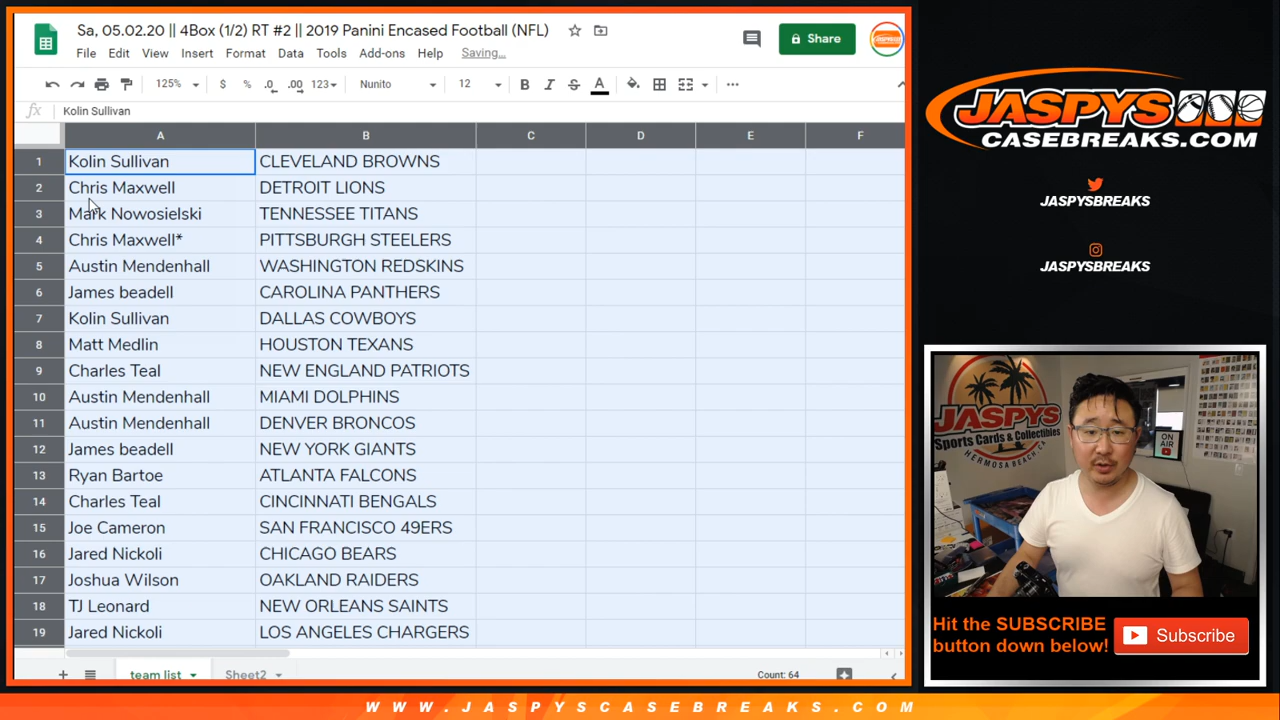 Sa, 05.02.20 || 4Box (1/2) RT #2 || 2019 Panini Encased Football (NFL)
File Edit View Insert Format Data Tools Add-ons Help Saving...
Share
125% $ % .0 .00 123 Nunito 12 B I S A
fx Kolin Sullivan
A B C D E F
1 Kolin Sullivan CLEVELAND BROWNS
2 Chris Maxwell DETROIT LIONS
3 Mark Nowosielski TENNESSEE TITANS
4 Chris Maxwell* PITTSBURGH STEELERS
5 Austin Mendenhall WASHINGTON REDSKINS
6 James beadell CAROLINA PANTHERS
7 Kolin Sullivan DALLAS COWBOYS
8 Matt Medlin HOUSTON TEXANS
9 Charles Teal NEW ENGLAND PATRIOTS
10 Austin Mendenhall MIAMI DOLPHINS
11 Austin Mendenhall DENVER BRONCOS
12 James beadell NEW YORK GIANTS
13 Ryan Bartoe ATLANTA FALCONS
14 Charles Teal CINCINNATI BENGALS
15 Joe Cameron SAN FRANCISCO 49ERS
16 Jared Nickoli CHICAGO BEARS
17 Joshua Wilson OAKLAND RAIDERS
18 TJ Leonard NEW ORLEANS SAINTS
19 Jared Nickoli LOS ANGELES CHARGERS
team list Sheet2 Count: 64
JASPYS
CASEBREAKS.COM
JASPYSBREAKS
JASPYSBREAKS
JASPYS
Sports Cards & Collectibles
HERMOSA BEACH, CA
ON AIR
Hit the SUBSCRIBE
button down below!
Subscribe
WWW.JASPYSCASEBREAKS.COM